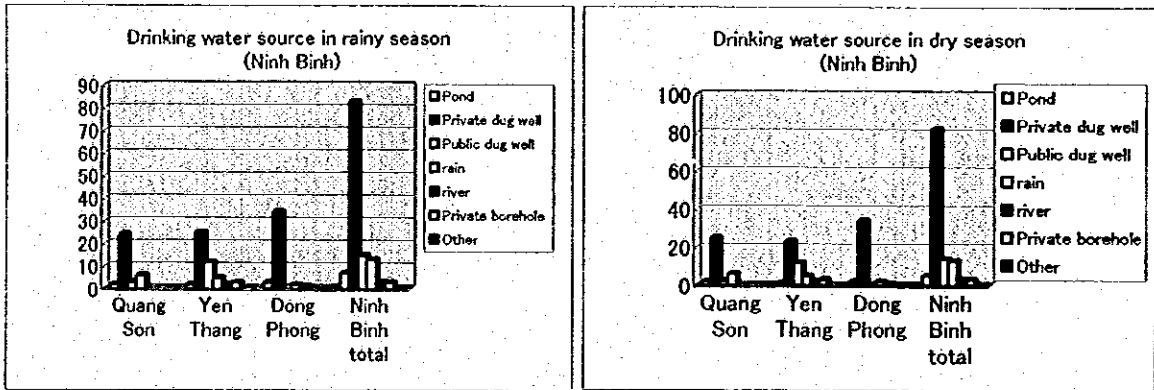 Drinking water source in rainy season
(Ninh Binh)
90
80
70
60
50
40
30
20
10
0
Quang Son
Yen Thang
Dong Phong
Ninh Binh total
Pond
Private dug well
Public dug well
rain
river
Private borehole
Other
Drinking water source in dry season
(Ninh Binh)
100
80
60
40
20
0
Quang Son
Yen Thang
Dong Phong
Ninh Binh total
Pond
Private dug well
Public dug well
rain
river
Private borehole
Other